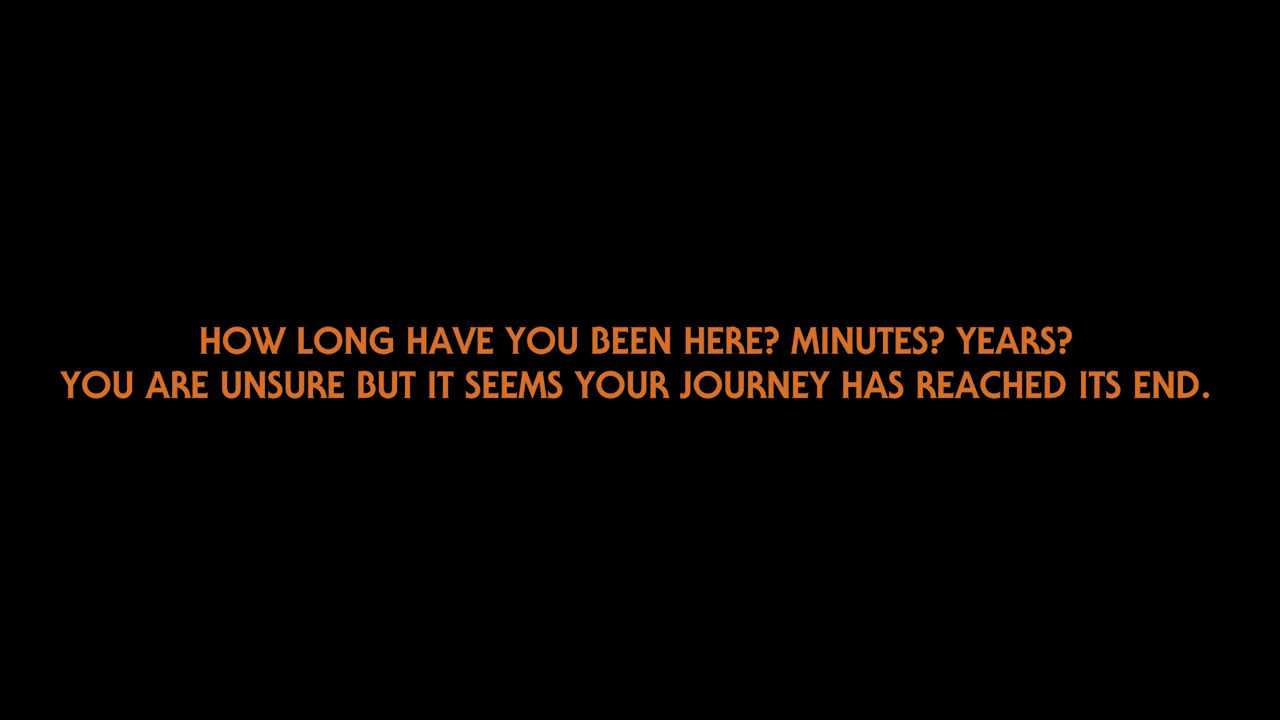 HOW LONG HAVE YOU BEEN HERE? MINUTES? YEARS?
YOU ARE UNSURE BUT IT SEEMS YOUR JOURNEY HAS REACHED ITS END.